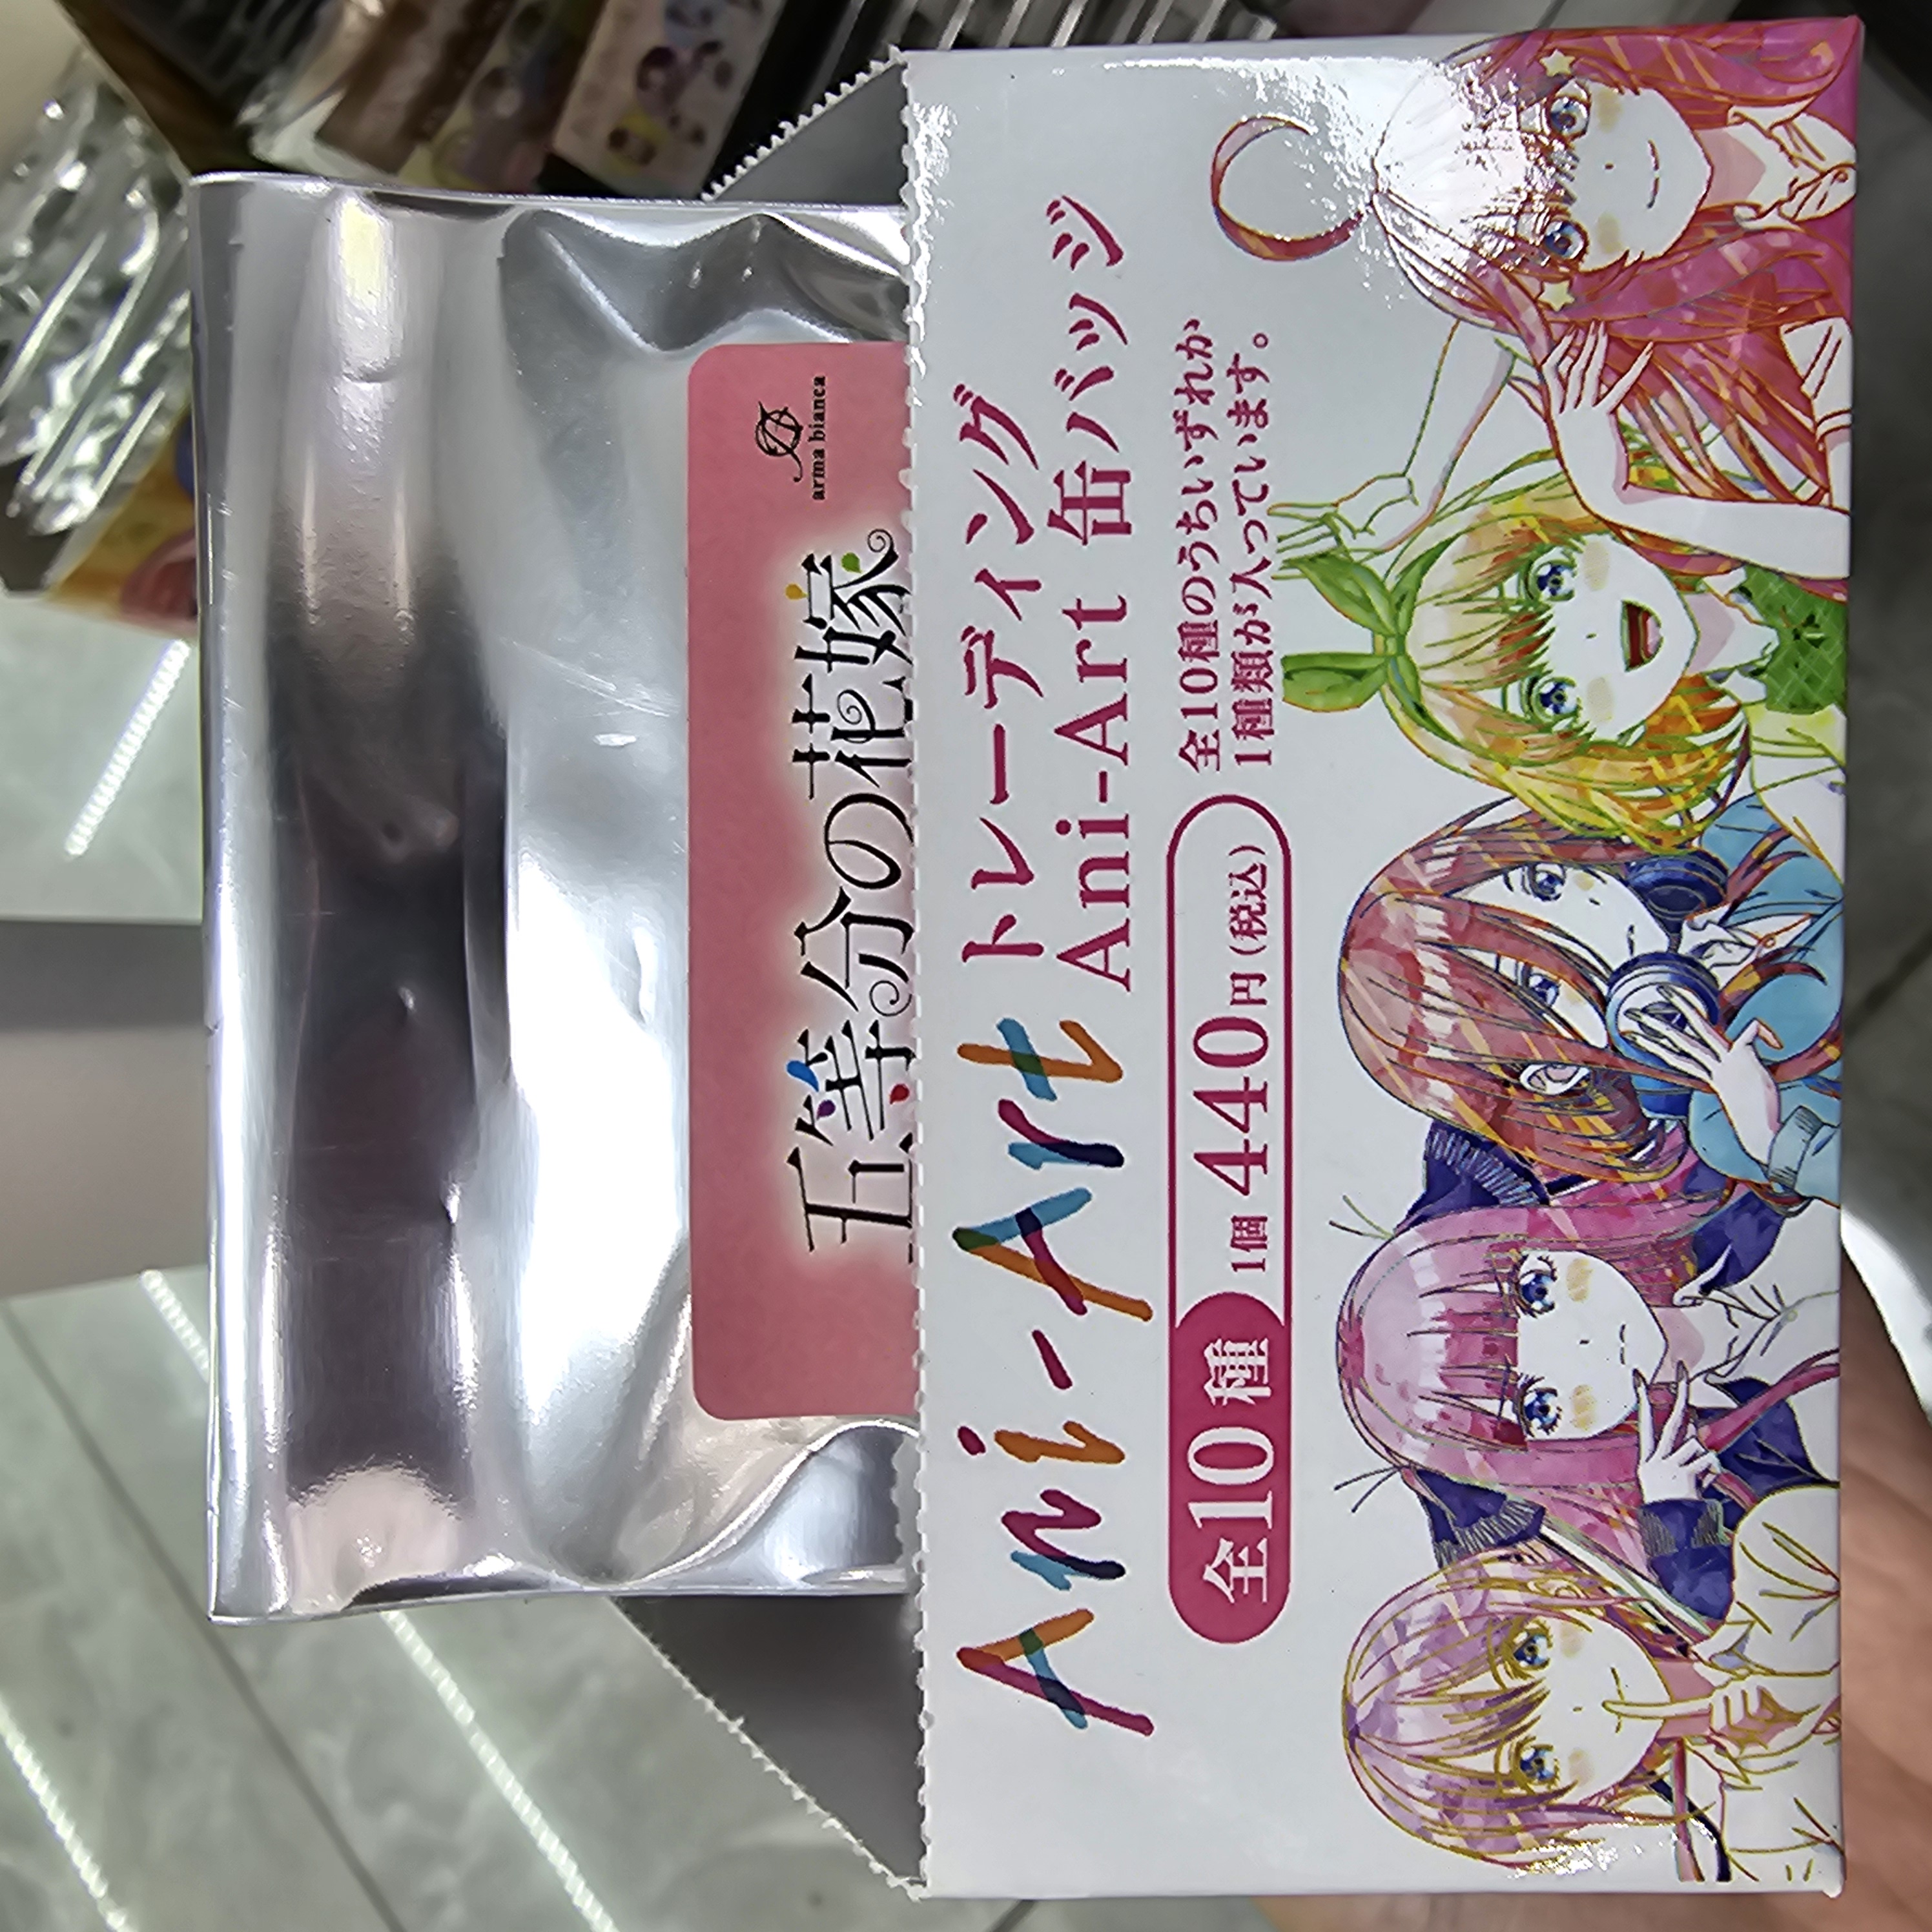 五等分の花嫁
arma bianca
Ani-Art トレーディング
Ani-Art 缶バッジ
全10種 1個 440円(税込)
全10種のうちいずれか
1種類が入っています。